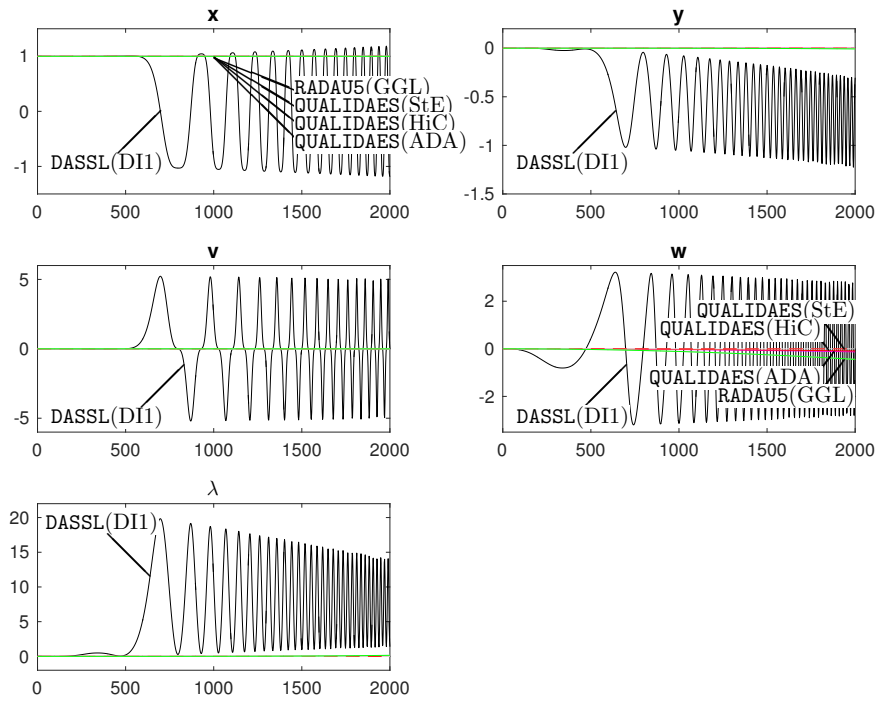 x
1
0
-1
RADAU5(GGL)
QUALIDAES(StE)
QUALIDAES(HiC)
QUALIDAES(ADA)
DASSL(DI1)
0 500 1000 1500 2000
y
0
-0.5
-1
-1.5
DASSL(DI1)
0 500 1000 1500 2000
v
5
0
-5
DASSL(DI1)
0 500 1000 1500 2000
w
2
0
-2
QUALIDAES(StE)
QUALIDAES(HiC)
QUALIDAES(ADA)
RADAU5(GGL)
DASSL(DI1)
0 500 1000 1500 2000
λ
20
15
10
5
0
DASSL(DI1)
0 500 1000 1500 2000